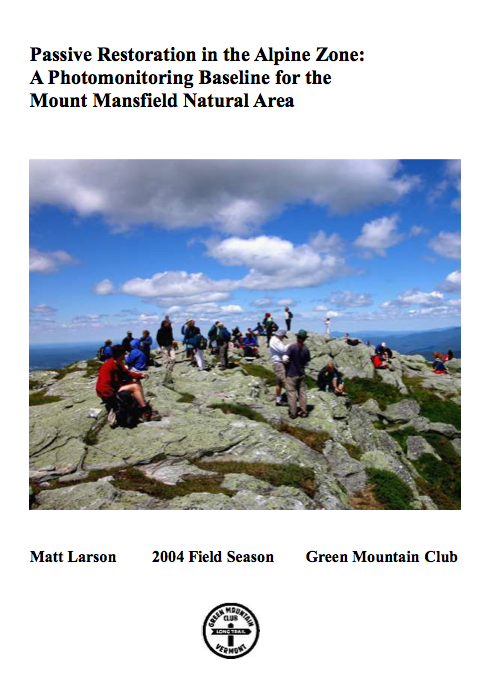 Passive Restoration in the Alpine Zone:
A Photomonitoring Baseline for the
Mount Mansfield Natural Area
Matt Larson 2004 Field Season Green Mountain Club
GREEN MOUNTAIN
CLUB
LONG TRAIL
VERMONT